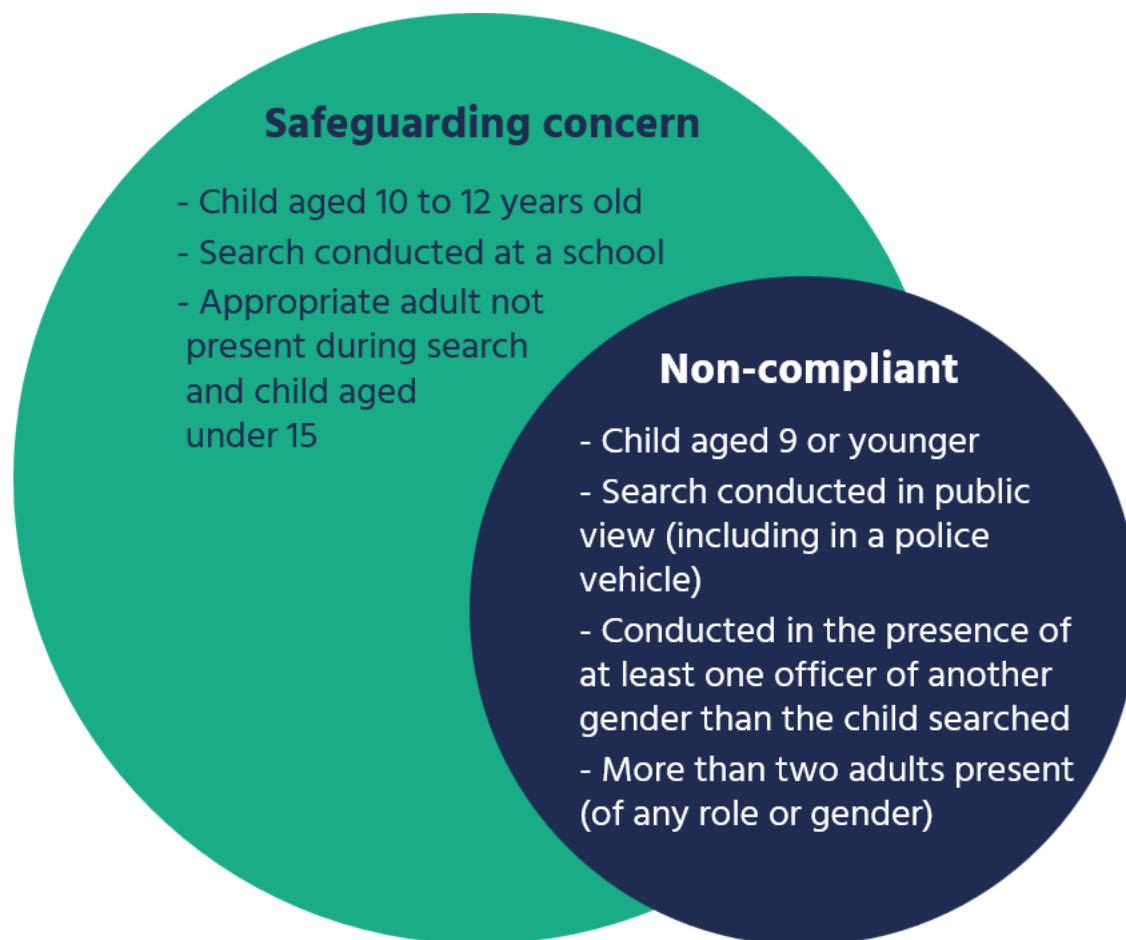 Safeguarding concern
- Child aged 10 to 12 years old
- Search conducted at a school
- Appropriate adult not
present during search
and child aged
under 15
Non-compliant
- Child aged 9 or younger
- Search conducted in public
view (including in a police
vehicle)
- Conducted in the presence of
at least one officer of another
gender than the child searched
- More than two adults present
(of any role or gender)